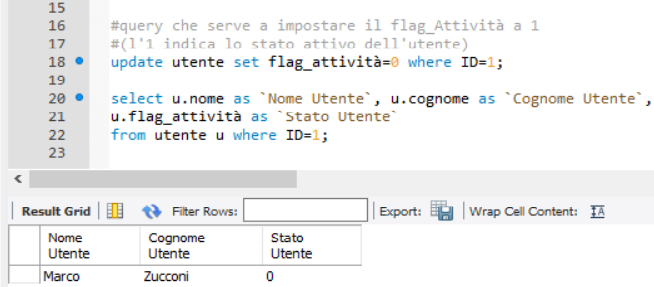 15
16 #query che serve a impostare il flag_Attività a 1
17 #(l'1 indica lo stato attivo dell'utente)
18 update utente set flag_attività=0 where ID=1;
19
20 select u.nome as `Nome Utente`, u.cognome as `Cognome Utente`,
21 u.flag_attività as `Stato Utente`
22 from utente u where ID=1;
23
Result Grid Filter Rows: Export: Wrap Cell Content: IA
Nome Cognome Stato
Utente Utente Utente
Marco Zucconi 0